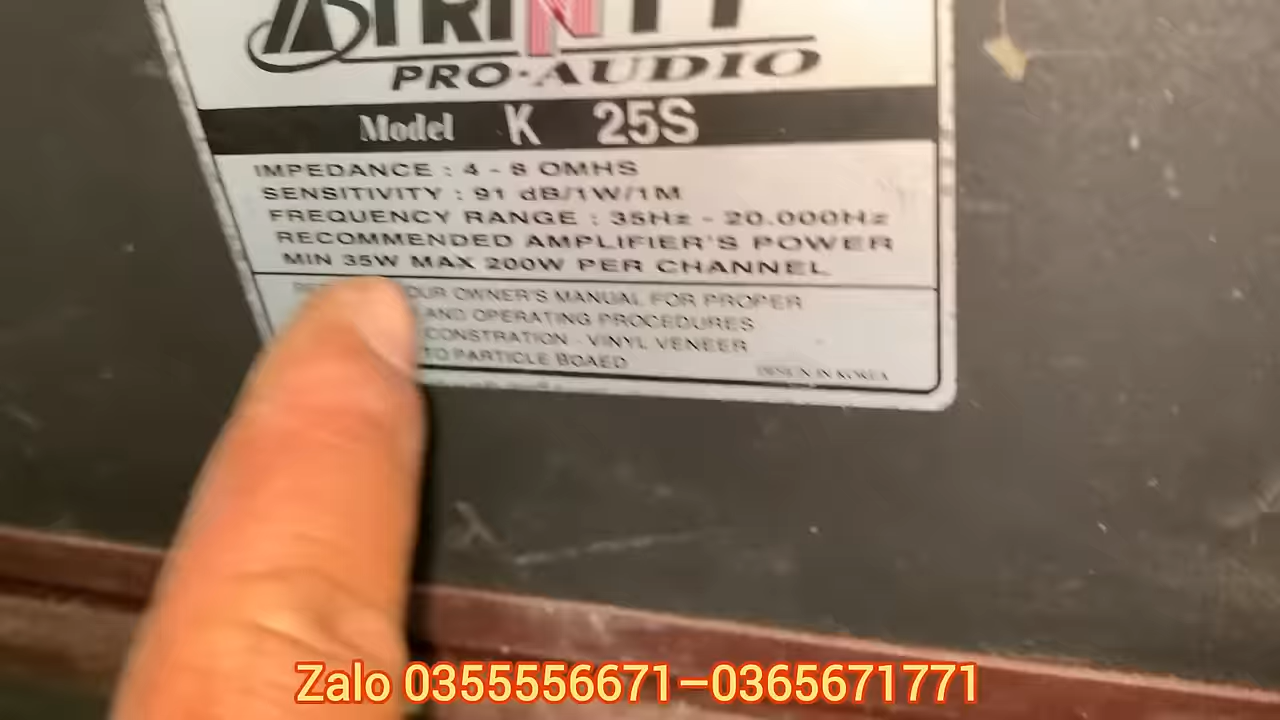 TRINITY
PRO-AUDIO
Model K 25S
IMPEDANCE : 4 - 8 OMHS
SENSITIVITY : 91 dB/1W/1M
FREQUENCY RANGE : 35Hz - 20.000Hz
RECOMMENDED AMPLIFIER'S POWER
MIN 35W MAX 200W PER CHANNEL
OUR OWNER'S MANUAL FOR PROPER
AND OPERATING PROCEDURES
CONSTRATION - VINYL VENEER
TO PARTICLE BOAED
DESIGN IN KOREA
Zalo 0355556671–0365671771